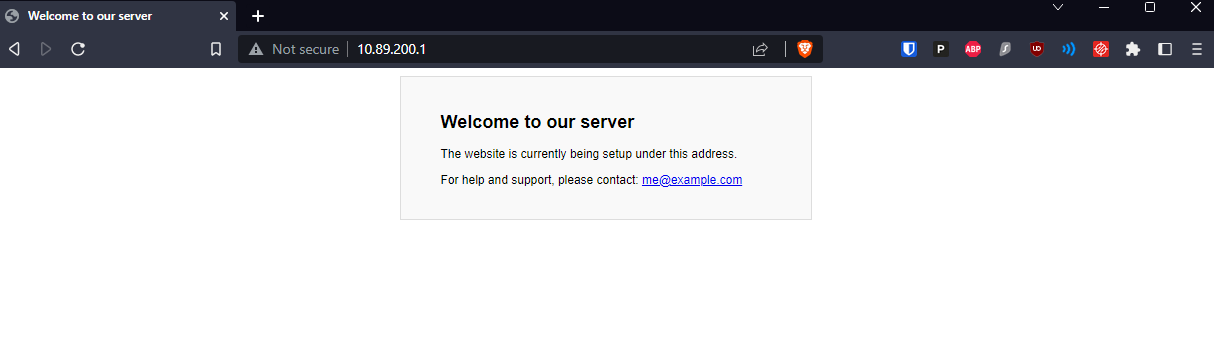 Welcome to our server
Not secure 10.89.200.1
P
ABP
UD
Welcome to our server
The website is currently being setup under this address.
For help and support, please contact: me@example.com